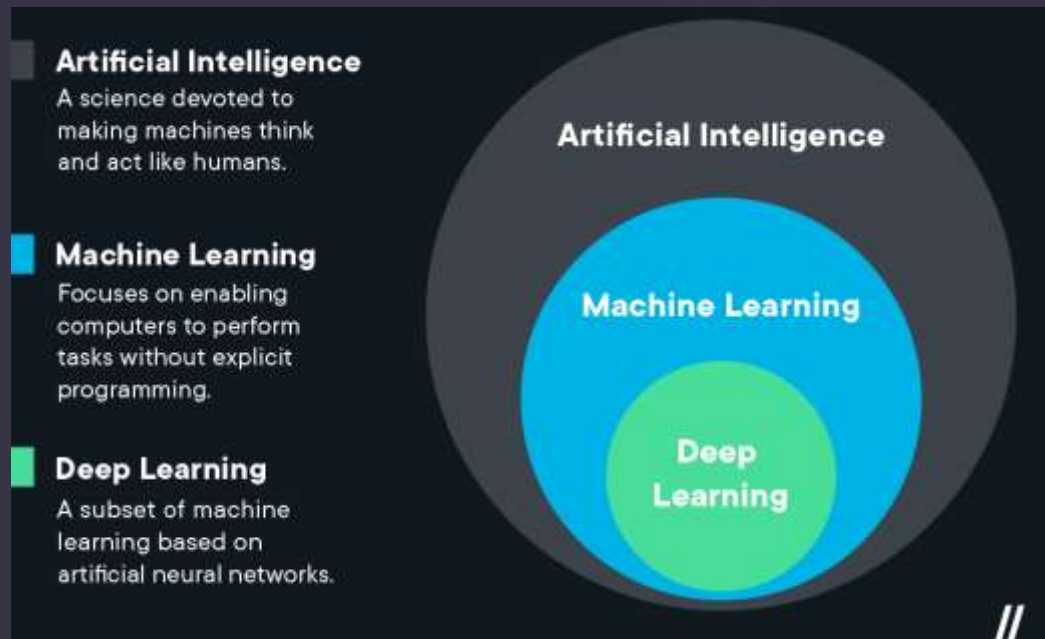 Artificial Intelligence
A science devoted to
making machines think
and act like humans.
Machine Learning
Focuses on enabling
computers to perform
tasks without explicit
programming.
Deep Learning
A subset of machine
learning based on
artificial neural networks.
Artificial Intelligence
Machine Learning
Deep
Learning
//